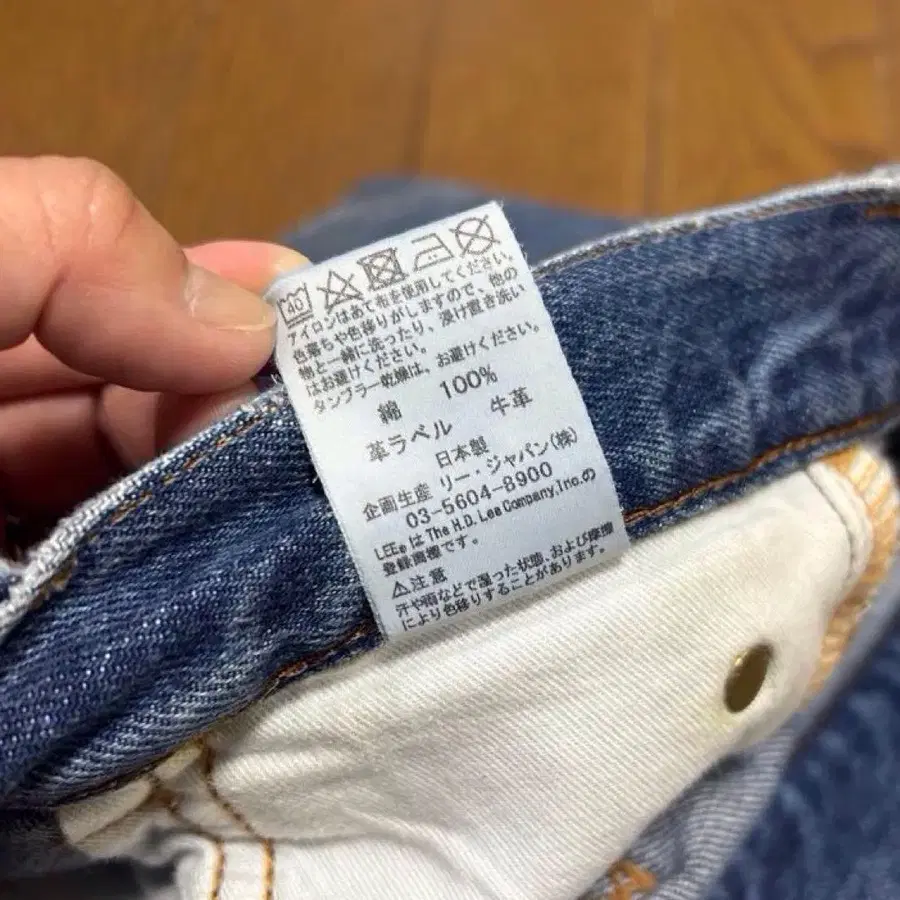 40
アイロンはあて布を使用してください。
色落ちや色移りがしますので、他の
物と一緒に洗ったり、浸け置き洗い
はお避けください。
タンブラー乾燥は、お避けください。
綿 100%
革ラベル 牛革
日本製
企画生産 リー・ジャパン(株)
03-5604-8900
LEE®は The H.D. Lee Company,Inc.の
登録商標です。
⚠注意
汗や雨などで湿った状態、および摩擦
により色移りすることがあります。